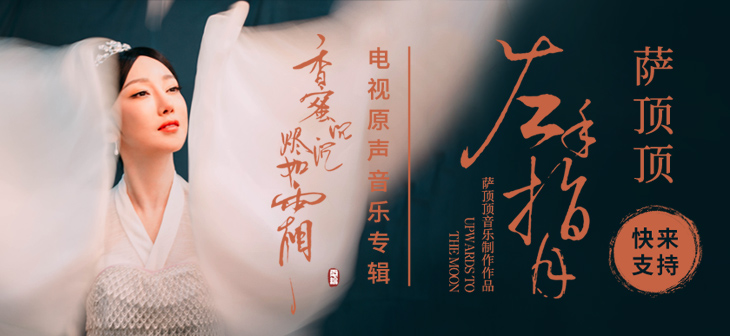 香蜜沉沉
烬如霜
电视原声音乐专辑
左手指月
萨顶顶音乐制作作品
UPWARDS TO
THE MOON
萨顶顶
快来
支持